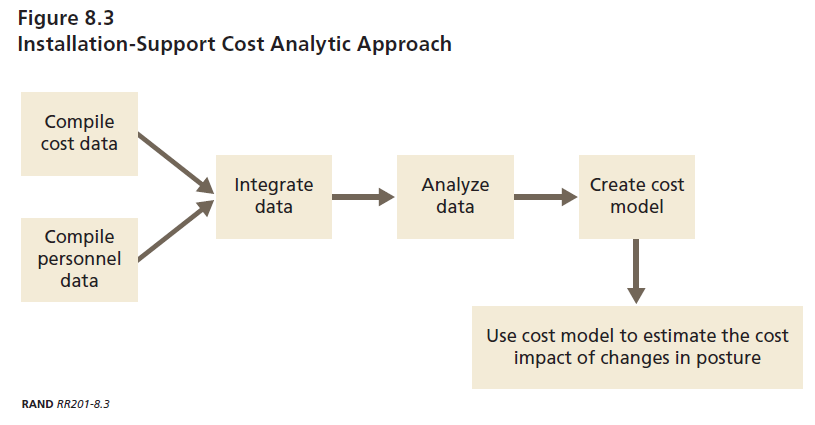 Figure 8.3
Installation-Support Cost Analytic Approach
Compile
cost data
Compile
personnel
data
Integrate
data
Analyze
data
Create cost
model
Use cost model to estimate the cost
impact of changes in posture
RAND RR201-8.3